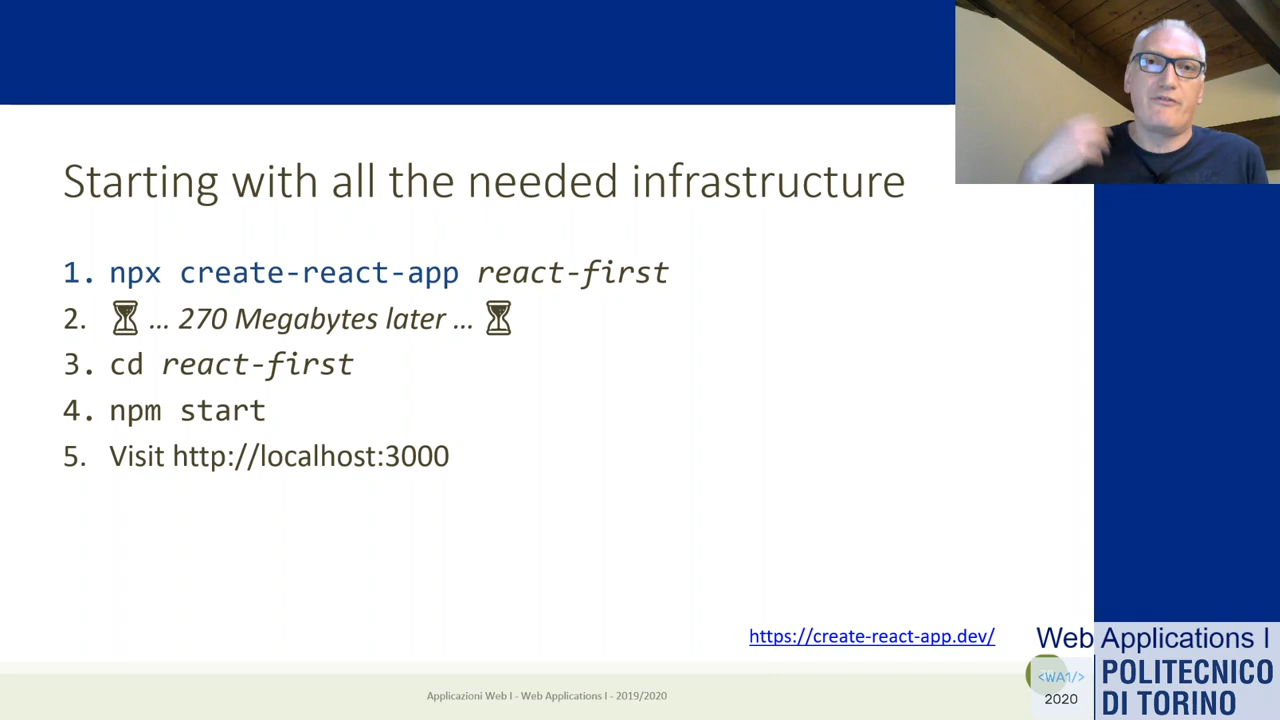 Starting with all the needed infrastructure
1. npx create-react-app react-first
2. ⏳ … 270 Megabytes later … ⏳
3. cd react-first
4. npm start
5. Visit http://localhost:3000
https://create-react-app.dev/
Applicazioni Web I - Web Applications I - 2019/2020
Web Applications I
<WA1/>
2020
POLITECNICO
DI TORINO